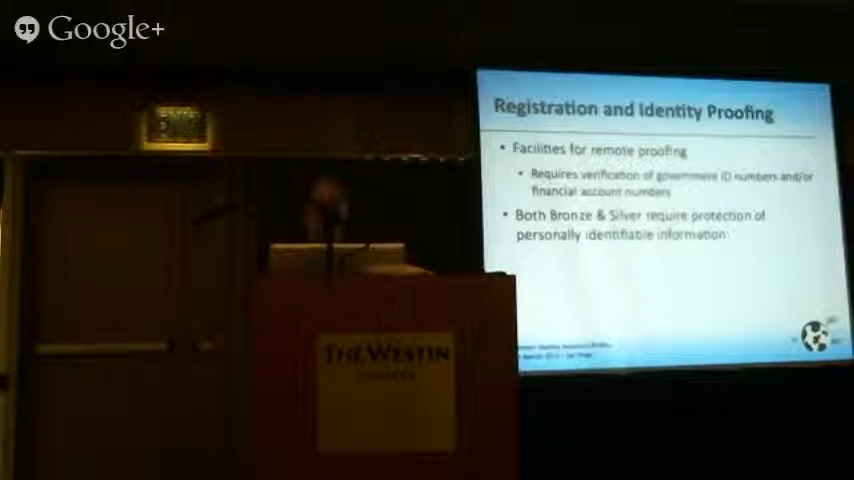 Google+
Registration and Identity Proofing
• Facilities for remote proofing
• Requires verification of government ID numbers and/or
financial account numbers
• Both Bronze & Silver require protection of
personally identifiable information
THE WESTIN